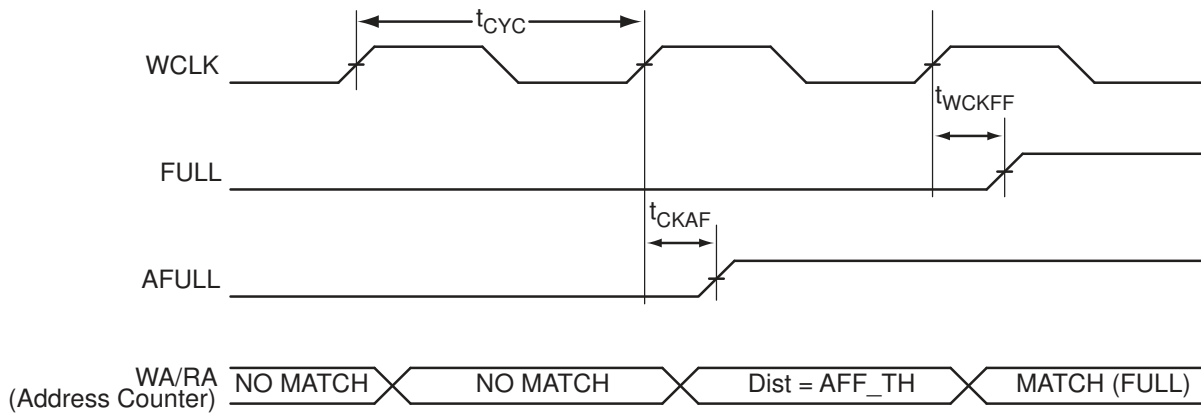 tCYC
WCLK
tWCKFF
FULL
tCKAF
AFULL
WA/RA
(Address Counter)
NO MATCH
NO MATCH
Dist = AFF_TH
MATCH (FULL)